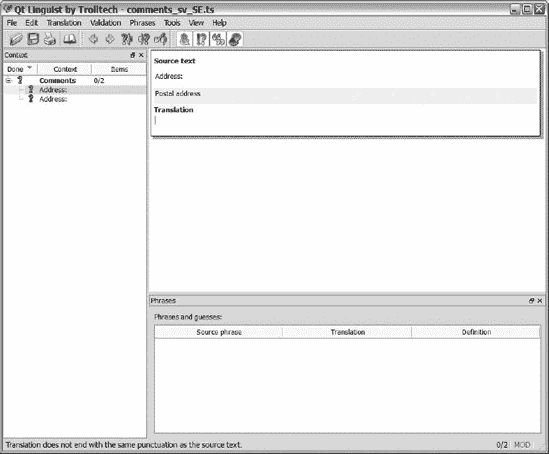 Qt Linguist by Trolltech - comments_sv_SE.ts
File Edit Translation Validation Phrases Tools View Help
Context
Done Context Items
Comments 0/2
Address:
Address:
Source text
Address:
Postal address
Translation
Phrases
Phrases and guesses:
Source phrase Translation Definition
Translation does not end with the same punctuation as the source text. 0/2 MOD